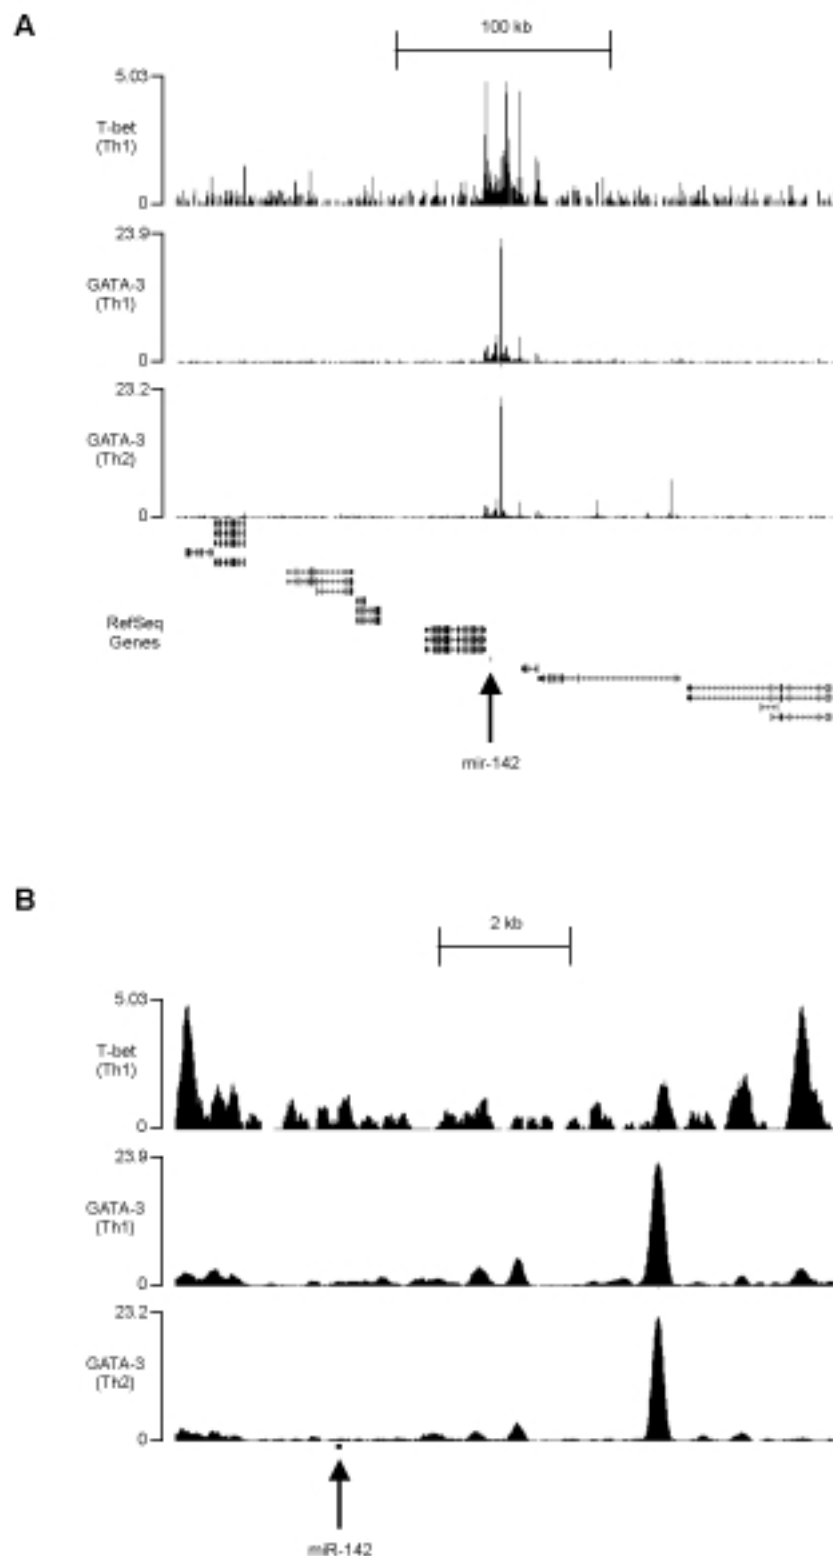 A
100 kb
5.03
T-bet
(Th1)
0
23.9
GATA-3
(Th1)
0
23.2
GATA-3
(Th2)
0
RefSeq
Genes
mir-142
B
2 kb
5.03
T-bet
(Th1)
0
23.9
GATA-3
(Th1)
0
23.2
GATA-3
(Th2)
0
miR-142